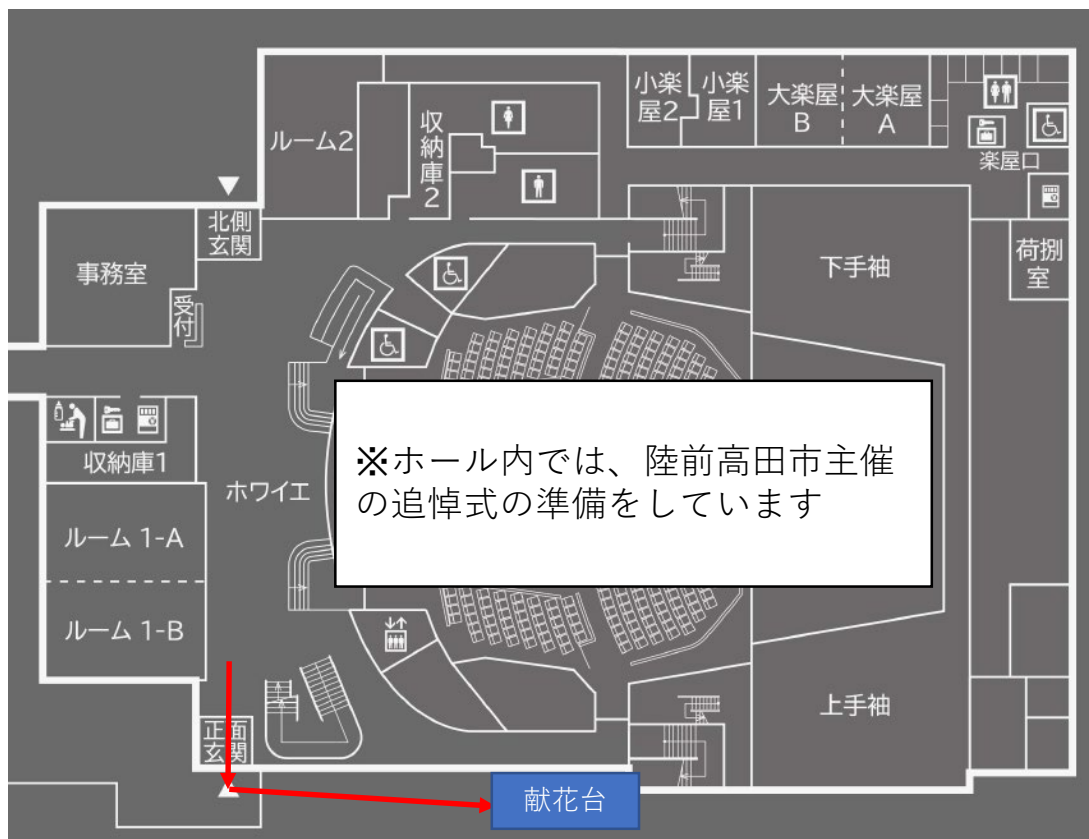 小楽
屋2
小楽
屋1
大楽屋
B
大楽屋
A
ルーム2
収納庫2
楽屋口
北側
玄関
事務室
受付
下手袖
荷捌
室
収納庫1
ホワイエ
※ホール内では、陸前高田市主催
の追悼式の準備をしています
ルーム 1-A
ルーム 1-B
正面
玄関
上手袖
献花台